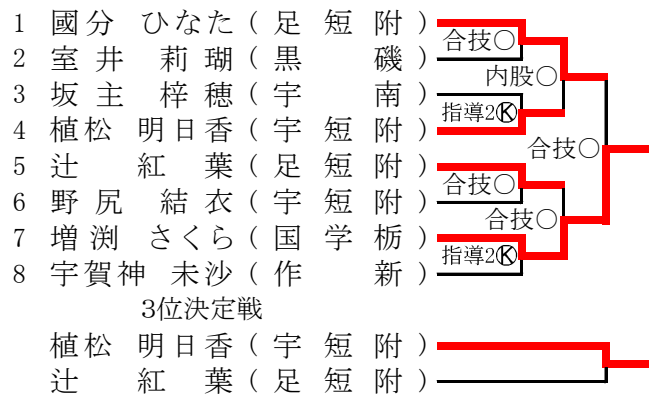 1 國分 ひなた(足短附)
合技○
2 室井 莉瑚(黒磯)
内股○
3 坂主 梓穂(宇南)
指導2Ⓚ
4 植松 明日香(宇短附)
合技○
5 辻 紅葉(足短附)
合技○
6 野尻 結衣(宇短附)
合技○
7 増渕 さくら(国学栃)
指導2Ⓚ
8 宇賀神 未沙(作新)
3位決定戦
植松 明日香(宇短附)
辻 紅葉(足短附)